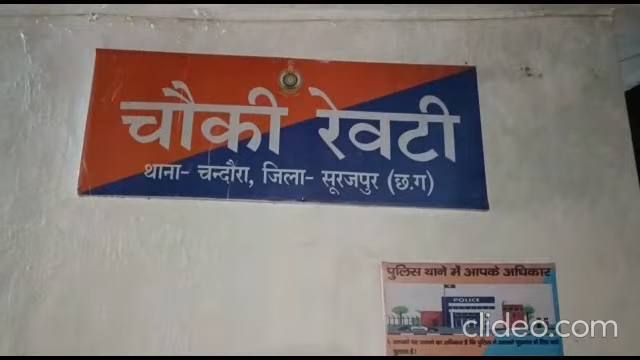 चौकी रेवटी
थाना- चन्दौरा, जिला- सूरजपुर (छ.ग)
पुलिस थाने में आपके अधिकार
POLICE
clideo.com